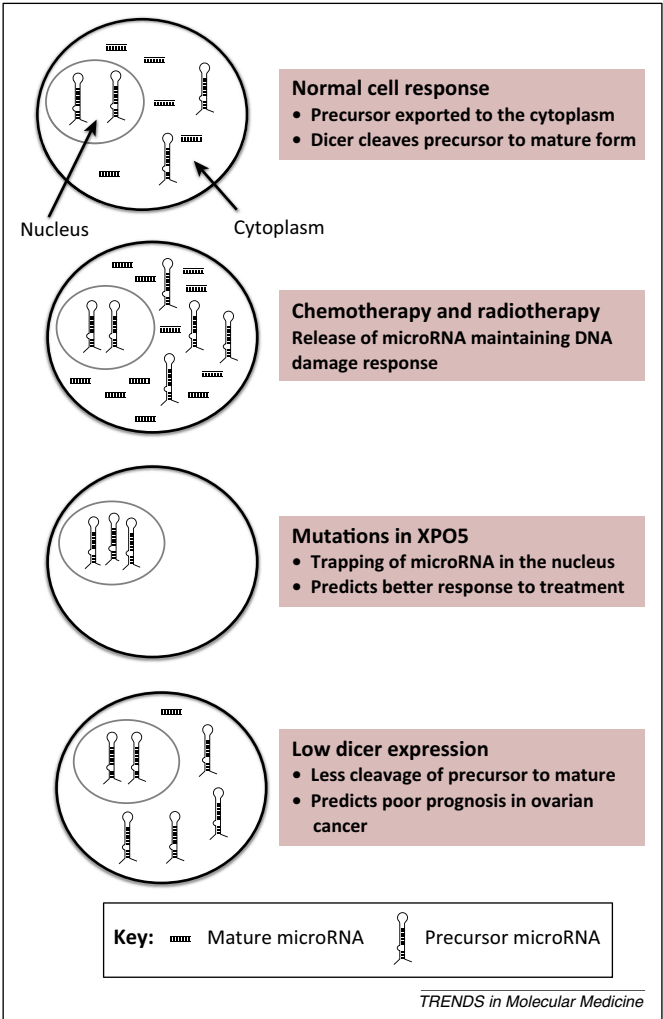 Normal cell response
• Precursor exported to the cytoplasm
• Dicer cleaves precursor to mature form
Nucleus
Cytoplasm
Chemotherapy and radiotherapy
Release of microRNA maintaining DNA
damage response
Mutations in XPO5
• Trapping of microRNA in the nucleus
• Predicts better response to treatment
Low dicer expression
• Less cleavage of precursor to mature
• Predicts poor prognosis in ovarian
cancer
Key: Mature microRNA Precursor microRNA
TRENDS in Molecular Medicine